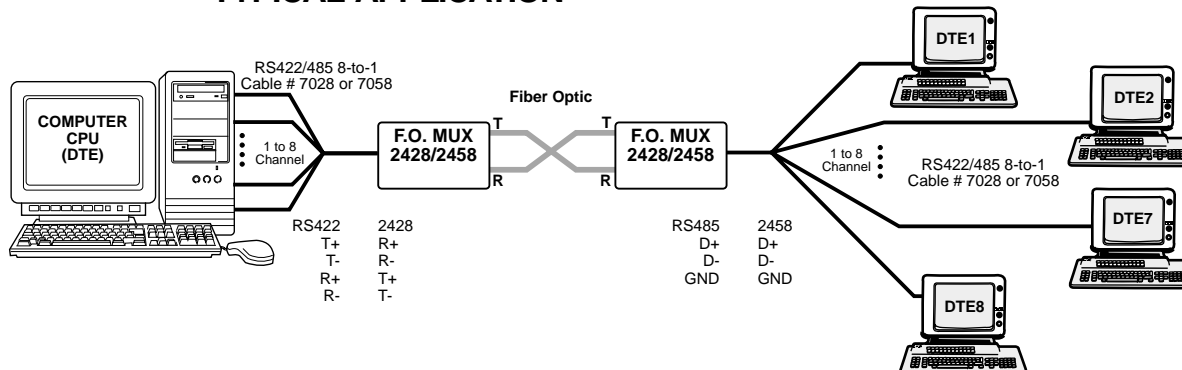 TYPICAL APPLICATION
RS422/485 8-to-1
Cable # 7028 or 7058
COMPUTER
CPU
(DTE)
1 to 8
Channel
F.O. MUX
2428/2458
T
R
Fiber Optic
T
R
F.O. MUX
2428/2458
1 to 8
Channel
RS422/485 8-to-1
Cable # 7028 or 7058
DTE1
DTE2
DTE7
DTE8
RS422 2428
T+ R+
T- R-
R+ T+
R- T-
RS485 2458
D+ D+
D- D-
GND GND